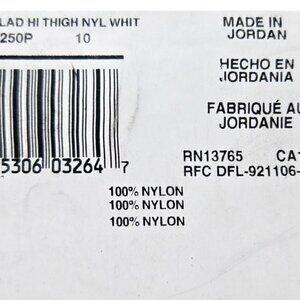 LAD HI THIGH NYL WHIT
250P 10
MADE IN
JORDAN
HECHO EN
JORDANIA
FABRIQUÉ AU
JORDANIE
5306 03264 7
RN13765 CA1
RFC DFL-921106-
100% NYLON
100% NYLON
100% NYLON